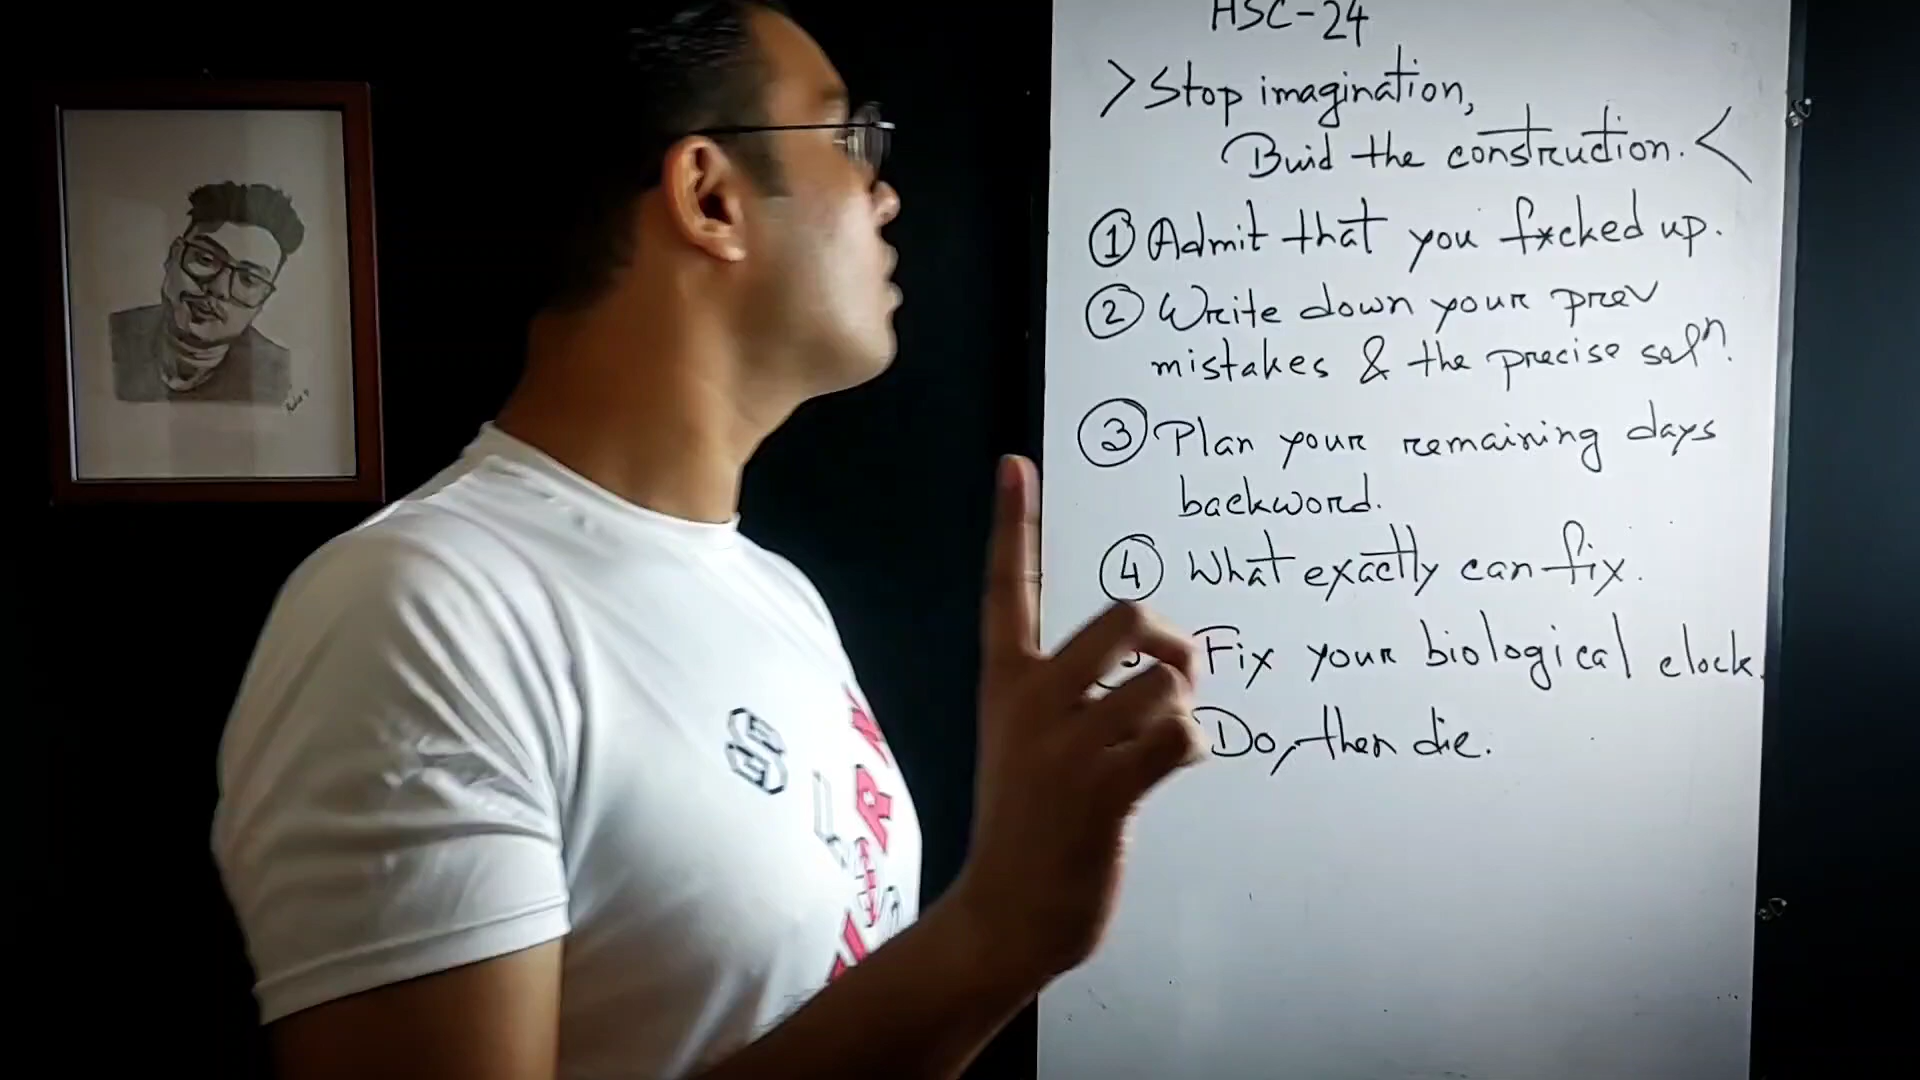 HSC-24
> Stop imagination,
Buid the construction. <
① Admit that you f*cked up.
② Write down your prev
mistakes & the precise solⁿ.
③ Plan your remaining days
backword.
④ What exactly can fix.
Fix your biological clock.
Do, then die.